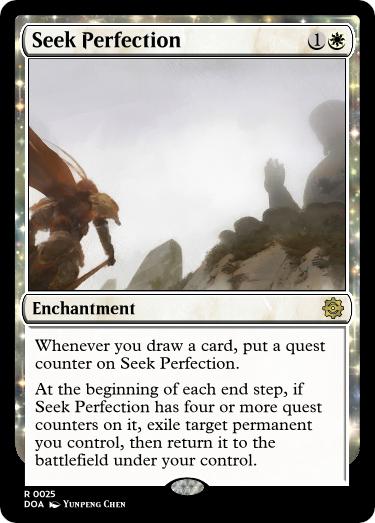 Seek Perfection 1
Enchantment
Whenever you draw a card, put a quest
counter on Seek Perfection.
At the beginning of each end step, if
Seek Perfection has four or more quest
counters on it, exile target permanent
you control, then return it to the
battlefield under your control.
R 0025
DOA Yunpeng Chen